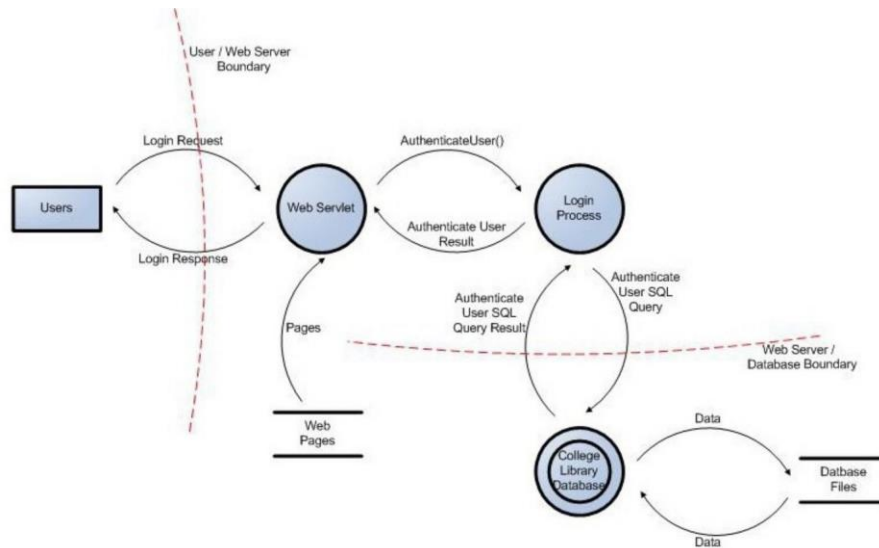 User / Web Server
Boundary
Login Request
AuthenticateUser()
Users
Web Servlet
Login
Process
Authenticate User
Result
Login Response
Authenticate
User SQL
Query Result
Authenticate
User SQL
Query
Pages
Web Server /
Database Boundary
Web
Pages
Data
College
Library
Database
Datbase
Files
Data